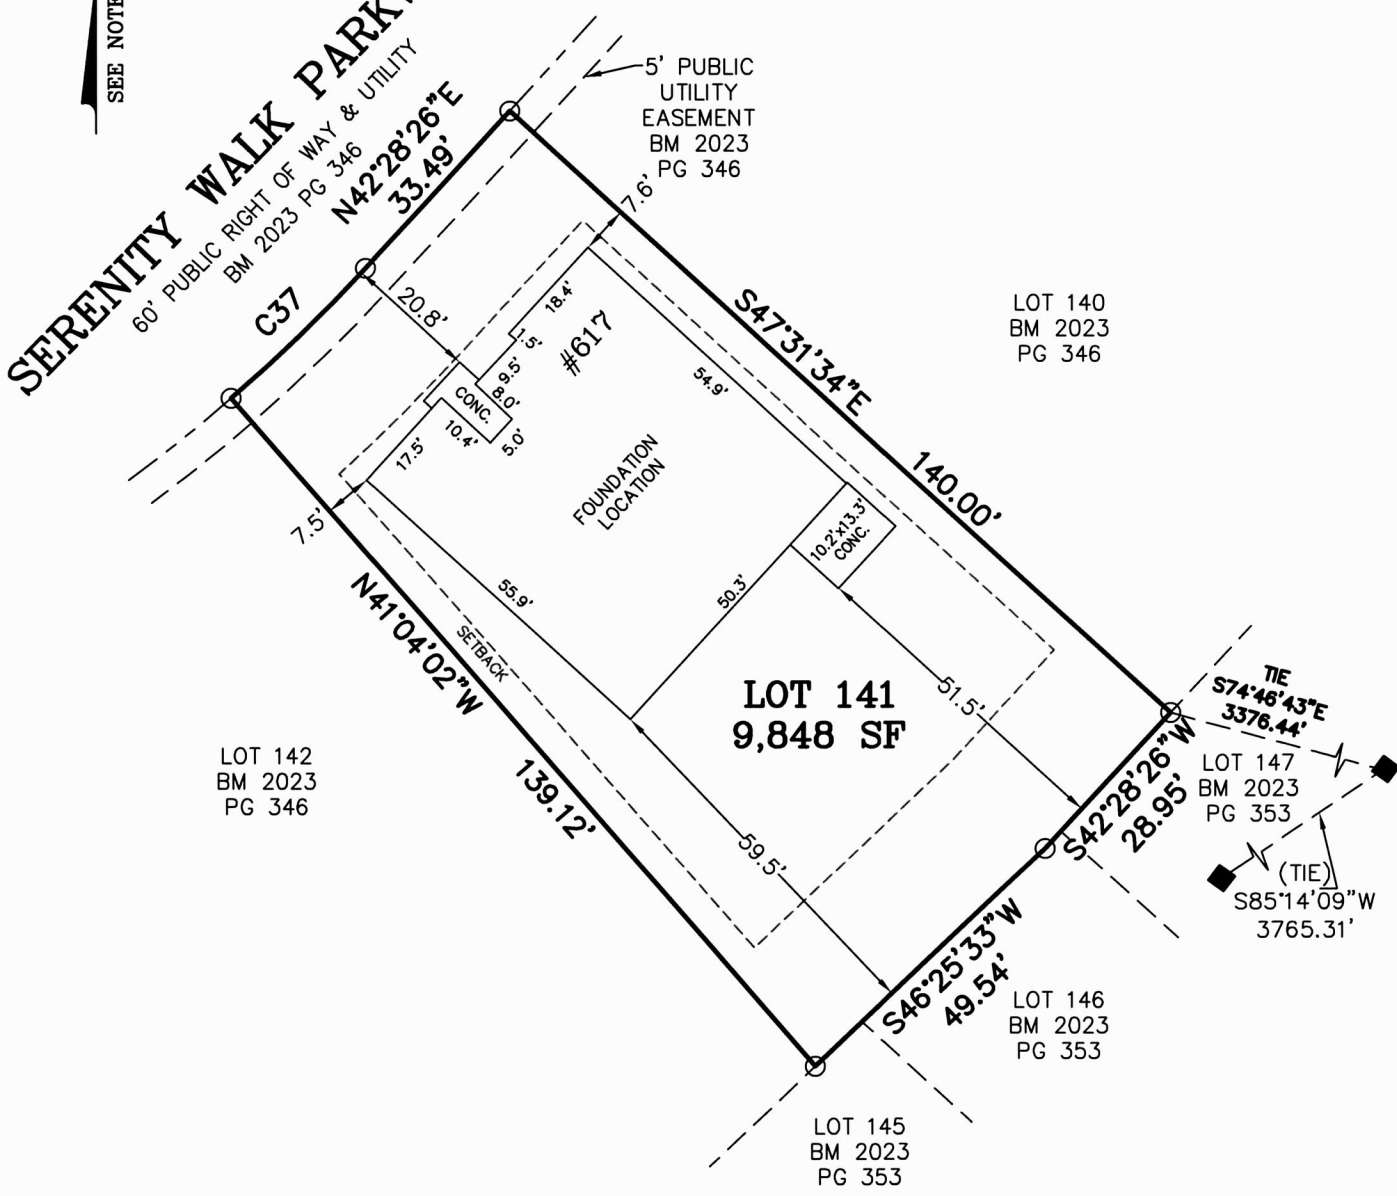 SEE NOTE
SERENITY WALK
60' PUBLIC RIGHT OF WAY & UTILITY
BM 2023 PG 346
N42°28'26"E
33.49'
C37
5' PUBLIC
UTILITY
EASEMENT
BM 2023
PG 346
7.6'
20.8'
18.4'
1.5'
#617
9.5'
8.0'
CONC.
10.4'
5.0'
17.5'
54.9'
S47°31'34"E
140.00'
LOT 140
BM 2023
PG 346
FOUNDATION
LOCATION
10.2'x13.3'
CONC.
7.5'
55.9'
50.3'
SETBACK
N41°04'02"W
139.12'
LOT 141
9,848 SF
51.5'
59.5'
LOT 142
BM 2023
PG 346
TIE
S74°46'43"E
3376.44'
S42°28'26"W
28.95'
LOT 147
BM 2023
PG 353
(TIE)
S85°14'09"W
3765.31'
S46°25'33"W
49.54'
LOT 146
BM 2023
PG 353
LOT 145
BM 2023
PG 353